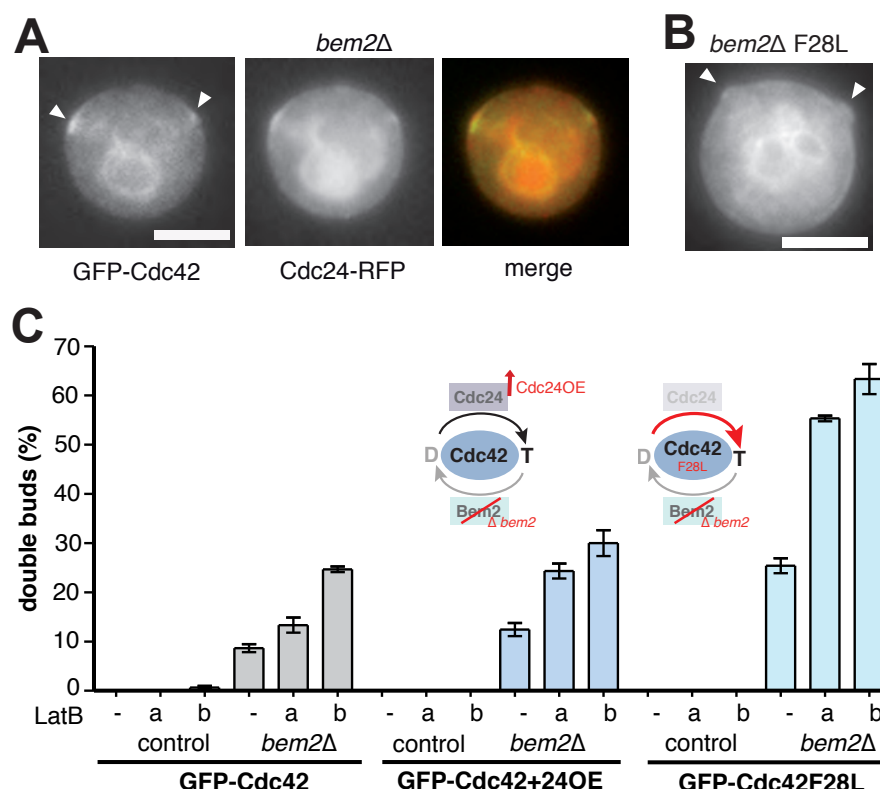 A
bem2Δ
GFP-Cdc42
Cdc24-RFP
merge
B
bem2Δ F28L
C
double buds (%)
70
60
50
40
30
20
10
0
Cdc24
Cdc24OE
D
Cdc42
T
Bem2
Δ bem2
Cdc24
D
Cdc42
F28L
T
Bem2
Δ bem2
LatB - a b - a b - a b - a b - a b - a b
control bem2Δ control bem2Δ control bem2Δ
GFP-Cdc42 GFP-Cdc42+24OE GFP-Cdc42F28L